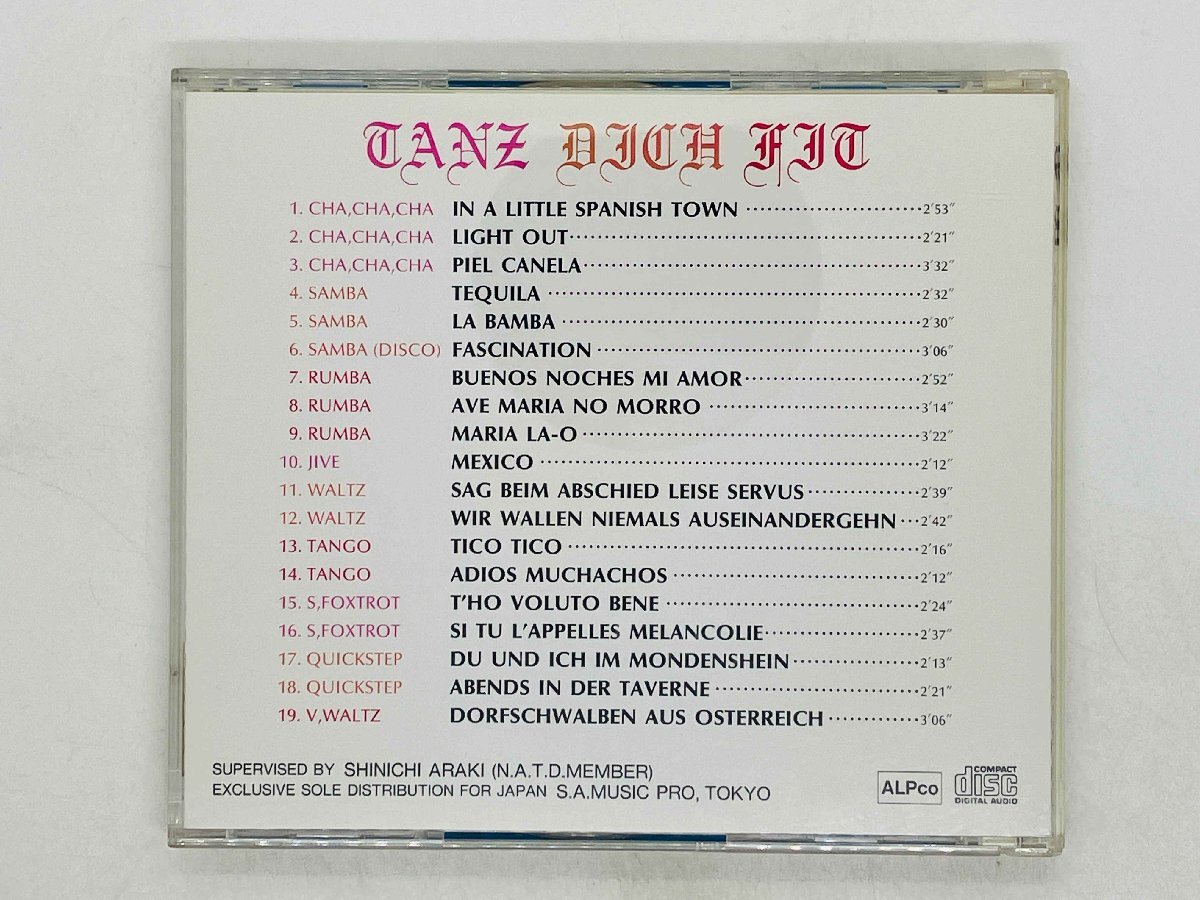 TANZ DICH FIT
1. CHA,CHA,CHA IN A LITTLE SPANISH TOWN 2'53"
2. CHA,CHA,CHA LIGHT OUT 2'21"
3. CHA,CHA,CHA PIEL CANELA 3'32"
4. SAMBA TEQUILA 2'32"
5. SAMBA LA BAMBA 2'30"
6. SAMBA (DISCO) FASCINATION 3'06"
7. RUMBA BUENOS NOCHES MI AMOR 2'52"
8. RUMBA AVE MARIA NO MORRO 3'14"
9. RUMBA MARIA LA-O 3'22"
10. JIVE MEXICO 2'12"
11. WALTZ SAG BEIM ABSCHIED LEISE SERVUS 2'39"
12. WALTZ WIR WALLEN NIEMALS AUSEINANDERGEHN 2'42"
13. TANGO TICO TICO 2'16"
14. TANGO ADIOS MUCHACHOS 2'12"
15. S,FOXTROT T'HO VOLUTO BENE 2'24"
16. S,FOXTROT SI TU L'APPELLES MELANCOLIE 2'37"
17. QUICKSTEP DU UND ICH IM MONDENSHEIN 2'13"
18. QUICKSTEP ABENDS IN DER TAVERNE 2'21"
19. V,WALTZ DORFSCHWALBEN AUS OSTERREICH 3'06"
SUPERVISED BY SHINICHI ARAKI (N.A.T.D.MEMBER)
EXCLUSIVE SOLE DISTRIBUTION FOR JAPAN S.A.MUSIC PRO, TOKYO
ALPco
COMPACT
disc
DIGITAL AUDIO